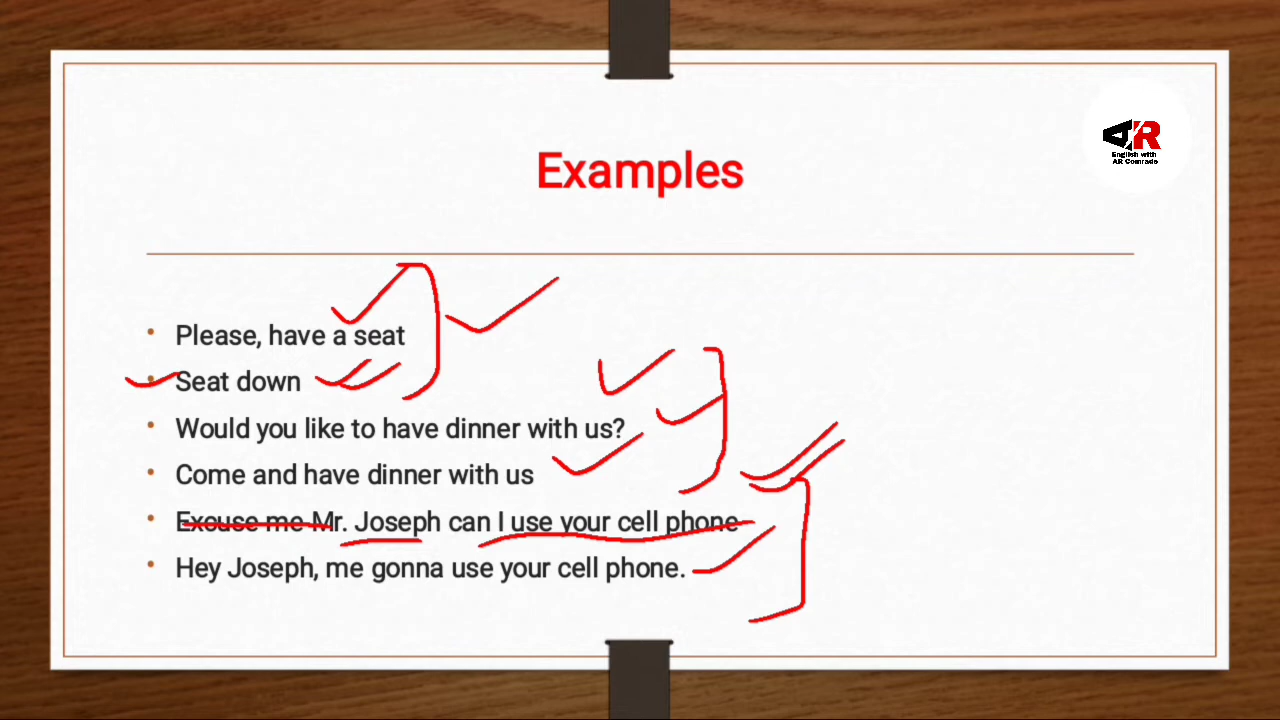 AR
English with
AR Comrade
Examples
Please, have a seat
Seat down
Would you like to have dinner with us?
Come and have dinner with us
Excuse me Mr. Joseph can I use your cell phone
Hey Joseph, me gonna use your cell phone.